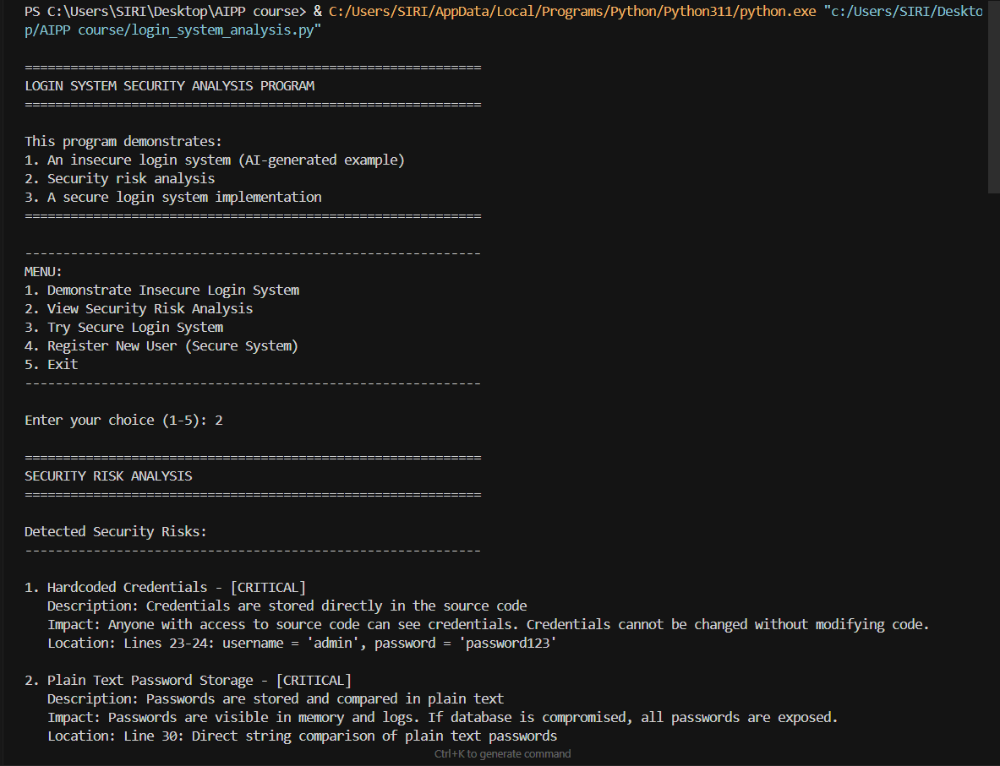 PS C:\Users\SIRI\Desktop\AIPP course> & C:/Users/SIRI/AppData/Local/Programs/Python/Python311/python.exe "c:/Users/SIRI/Deskto
p/AIPP course/login_system_analysis.py"
============================================================
LOGIN SYSTEM SECURITY ANALYSIS PROGRAM
============================================================
This program demonstrates:
1. An insecure login system (AI-generated example)
2. Security risk analysis
3. A secure login system implementation
============================================================
------------------------------------------------------------
MENU:
1. Demonstrate Insecure Login System
2. View Security Risk Analysis
3. Try Secure Login System
4. Register New User (Secure System)
5. Exit
------------------------------------------------------------
Enter your choice (1-5): 2
============================================================
SECURITY RISK ANALYSIS
============================================================
Detected Security Risks:
------------------------------------------------------------
1. Hardcoded Credentials - [CRITICAL]
Description: Credentials are stored directly in the source code
Impact: Anyone with access to source code can see credentials. Credentials cannot be changed without modifying code.
Location: Lines 23-24: username = 'admin', password = 'password123'
2. Plain Text Password Storage - [CRITICAL]
Description: Passwords are stored and compared in plain text
Impact: Passwords are visible in memory and logs. If database is compromised, all passwords are exposed.
Location: Line 30: Direct string comparison of plain text passwords
Ctrl+K to generate command